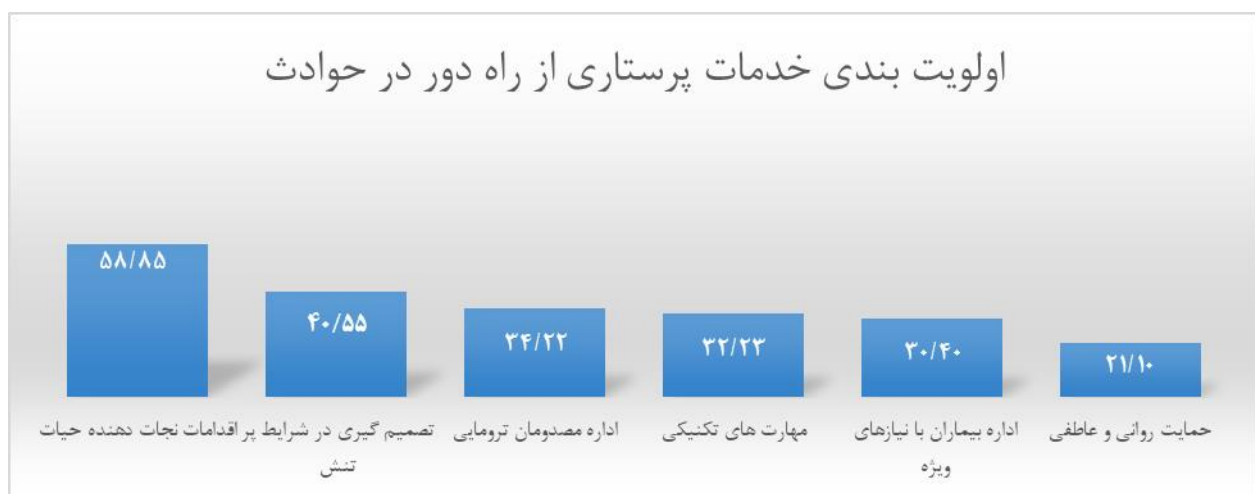 اولویت بندی خدمات پرستاری از راه دور در حوادث
۵۸/۸۵
۴۰/۵۵
۳۴/۲۲
۳۲/۲۳
۳۰/۴۰
۲۱/۱۰
اقدامات نجات دهنده حیات
تصمیم گیری در شرایط پر
تنش
اداره مصدومان ترومایی
مهارت های تکنیکی
اداره بیماران با نیازهای
ویژه
حمایت روانی و عاطفی